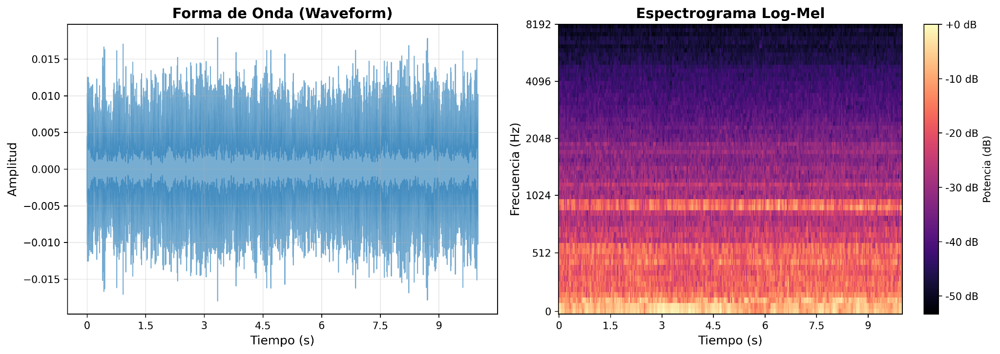 Forma de Onda (Waveform)
Amplitud
0.015
0.010
0.005
0.000
−0.005
−0.010
−0.015
0 1.5 3 4.5 6 7.5 9
Tiempo (s)
Espectrograma Log-Mel
Frecuencia (Hz)
8192
4096
2048
1024
512
0
0 1.5 3 4.5 6 7.5 9
Tiempo (s)
+0 dB
-10 dB
-20 dB
-30 dB
-40 dB
-50 dB
Potencia (dB)